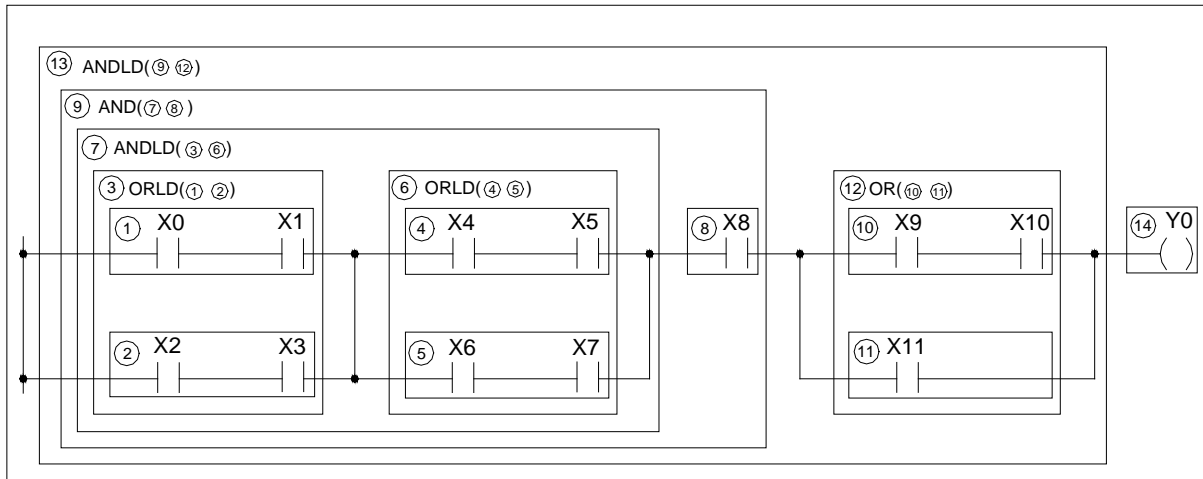 ⑬ ANDLD(⑨ ⑫)
⑨ AND(⑦ ⑧)
⑦ ANDLD(③ ⑥)
③ ORLD(① ②)
⑥ ORLD(④ ⑤)
⑫ OR(⑩ ⑪)
① X0 X1
④ X4 X5
⑧ X8
⑩ X9 X10
⑭ Y0
② X2 X3
⑤ X6 X7
⑪ X11